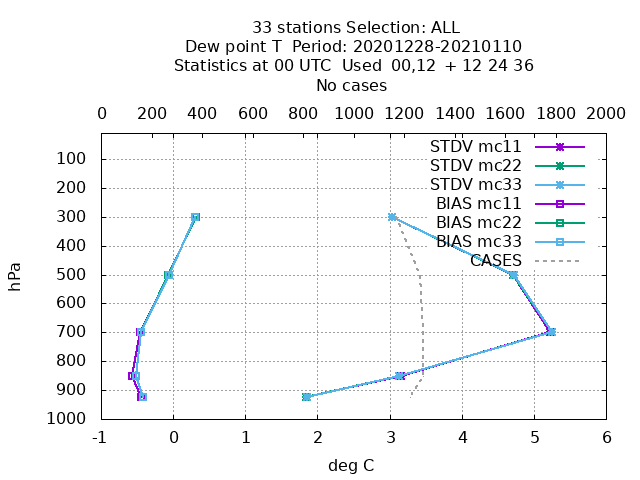 33 stations Selection: ALL
Dew point T  Period: 20201228-20210110
Statistics at 00 UTC  Used  00,12  + 12 24 36
No cases
0 200 400 600 800 1000 1200 1400 1600 1800 2000
STDV mc11
STDV mc22
STDV mc33
BIAS mc11
BIAS mc22
BIAS mc33
CASES
100
200
300
400
500
600
700
800
900
1000
hPa
-1 0 1 2 3 4 5 6
deg C